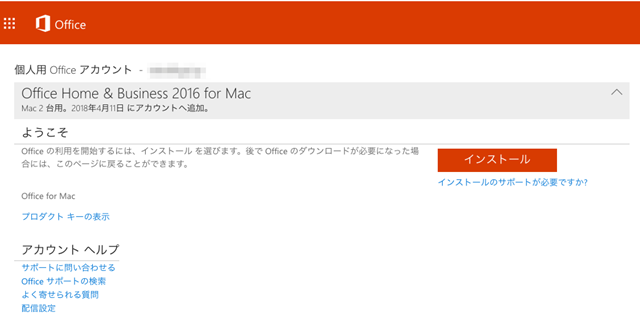 Office
個人用 Office アカウント -
Office Home & Business 2016 for Mac
Mac 2 台用。2018年4月11日 にアカウントへ追加。
ようこそ
Office の利用を開始するには、インストール を選びます。後で Office のダウンロードが必要になった場
合には、このページに戻ることができます。
インストール
インストールのサポートが必要ですか?
Office for Mac
プロダクト キーの表示
アカウント ヘルプ
サポートに問い合わせる
Office サポートの検索
よく寄せられる質問
配信設定